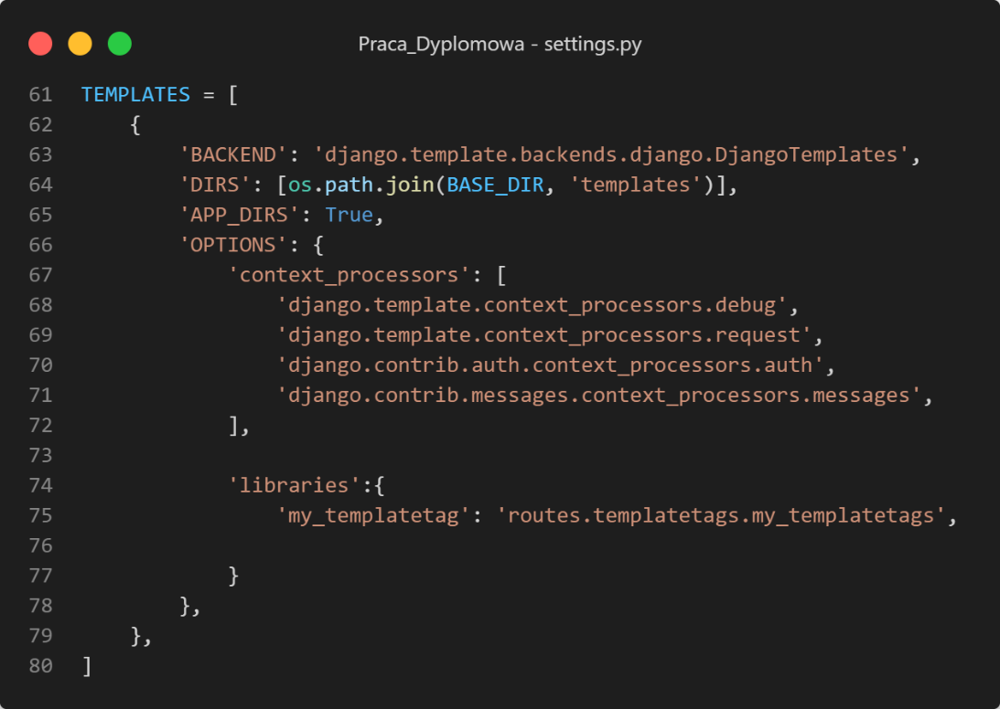 Praca_Dyplomowa - settings.py
61 TEMPLATES = [
62     {
63         'BACKEND': 'django.template.backends.django.DjangoTemplates',
64         'DIRS': [os.path.join(BASE_DIR, 'templates')],
65         'APP_DIRS': True,
66         'OPTIONS': {
67             'context_processors': [
68                 'django.template.context_processors.debug',
69                 'django.template.context_processors.request',
70                 'django.contrib.auth.context_processors.auth',
71                 'django.contrib.messages.context_processors.messages',
72             ],
73
74             'libraries':{
75                 'my_templatetag': 'routes.templatetags.my_templatetags',
76
77             }
78         },
79     },
80 ]